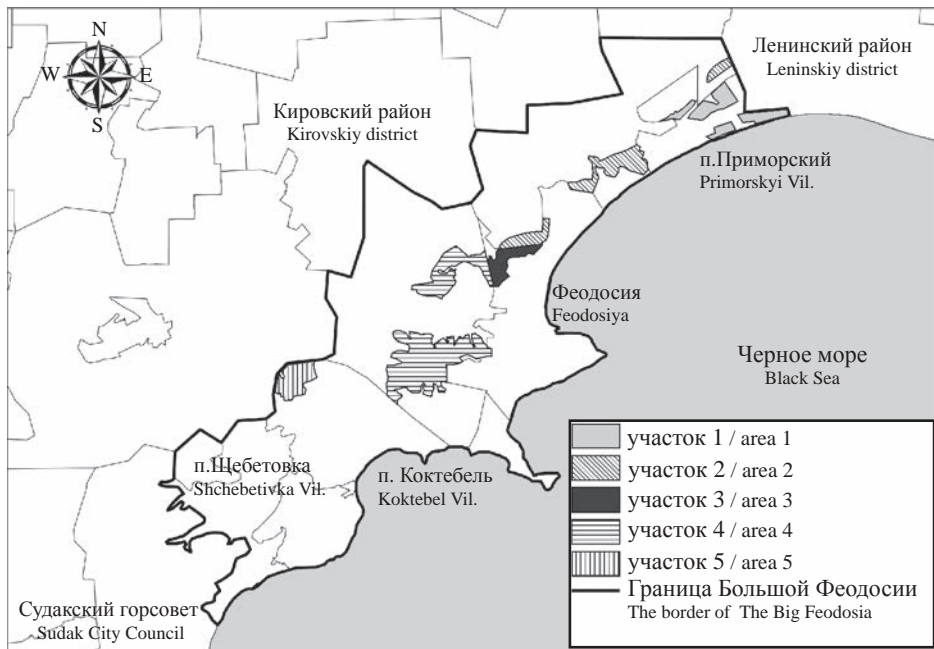 N
W
E
S
Ленинский район
Leninskiy district
Кировский район
Kirovskiy district
п.Приморский
Primorskyi Vil.
Феодосия
Feodosiya
Черное море
Black Sea
п.Щебетовка
Shchebetivka Vil.
п. Коктебель
Koktebel Vil.
Судакский горсовет
Sudak City Council
участок 1 / area 1
участок 2 / area 2
участок 3 / area 3
участок 4 / area 4
участок 5 / area 5
Граница Большой Феодосии
The border of The Big Feodosia